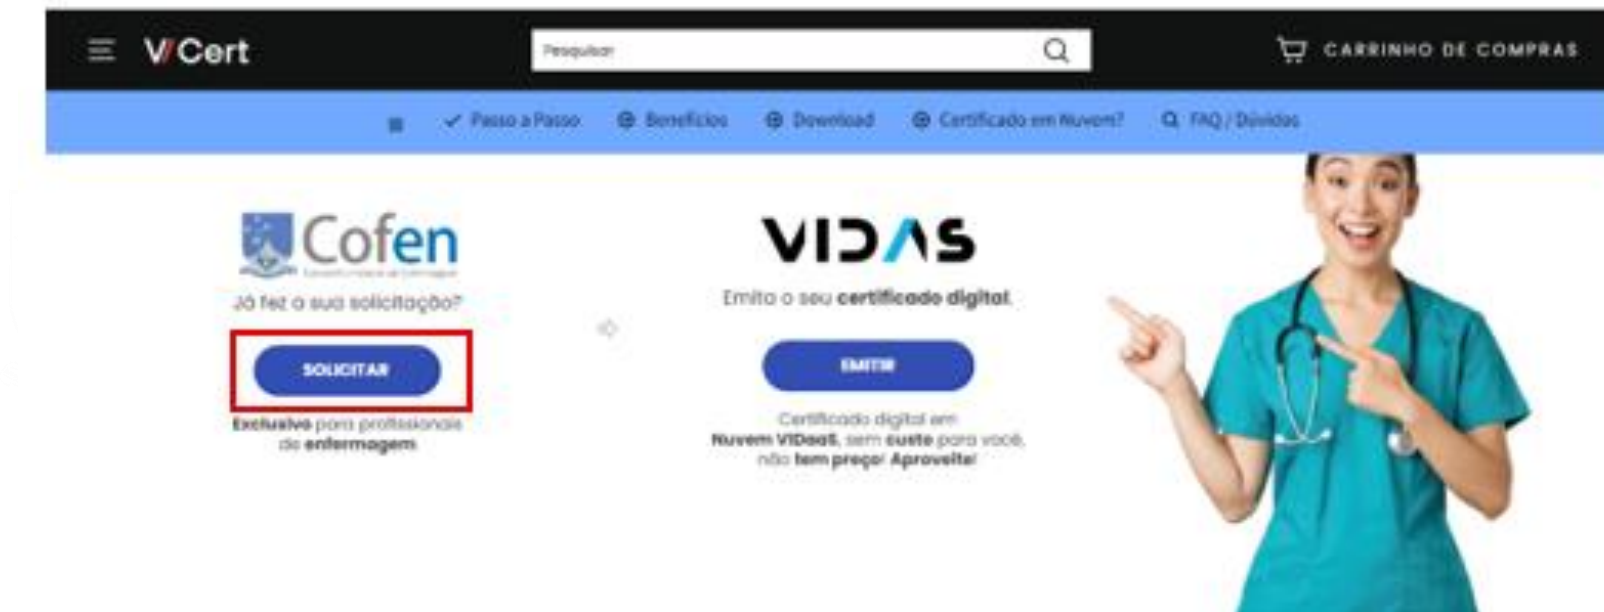 V/Cert
Pesquisar
CARRINHO DE COMPRAS
Passo a Passo
Benefícios
Download
Certificado em Nuvem?
FAQ / Dúvidas
Cofen
Já fez a sua solicitação?
SOLICITAR
Exclusivo para profissionais
de enfermagem
VIDAS
Emita o seu certificado digital.
EMITIR
Certificado digital em
Nuvem VIDaaS, sem custo para você,
não tem preço! Aproveite!